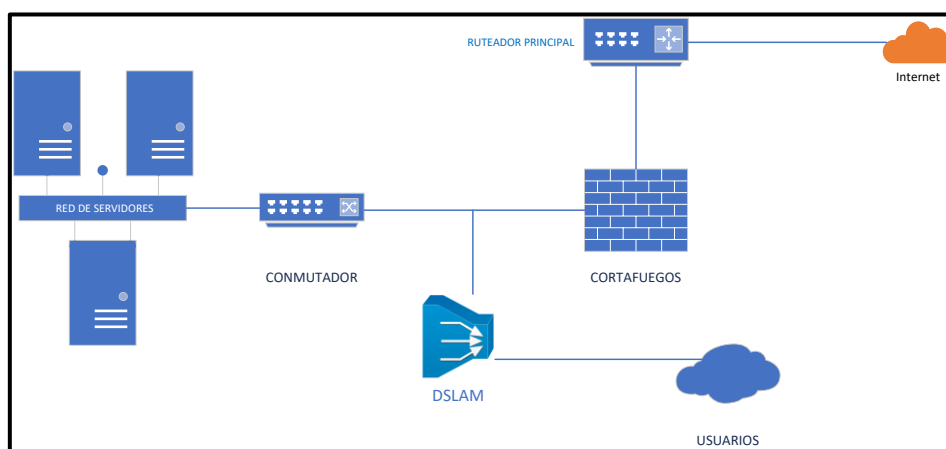 RUTEADOR PRINCIPAL
Internet
RED DE SERVIDORES
CONMUTADOR
CORTAFUEGOS
DSLAM
USUARIOS